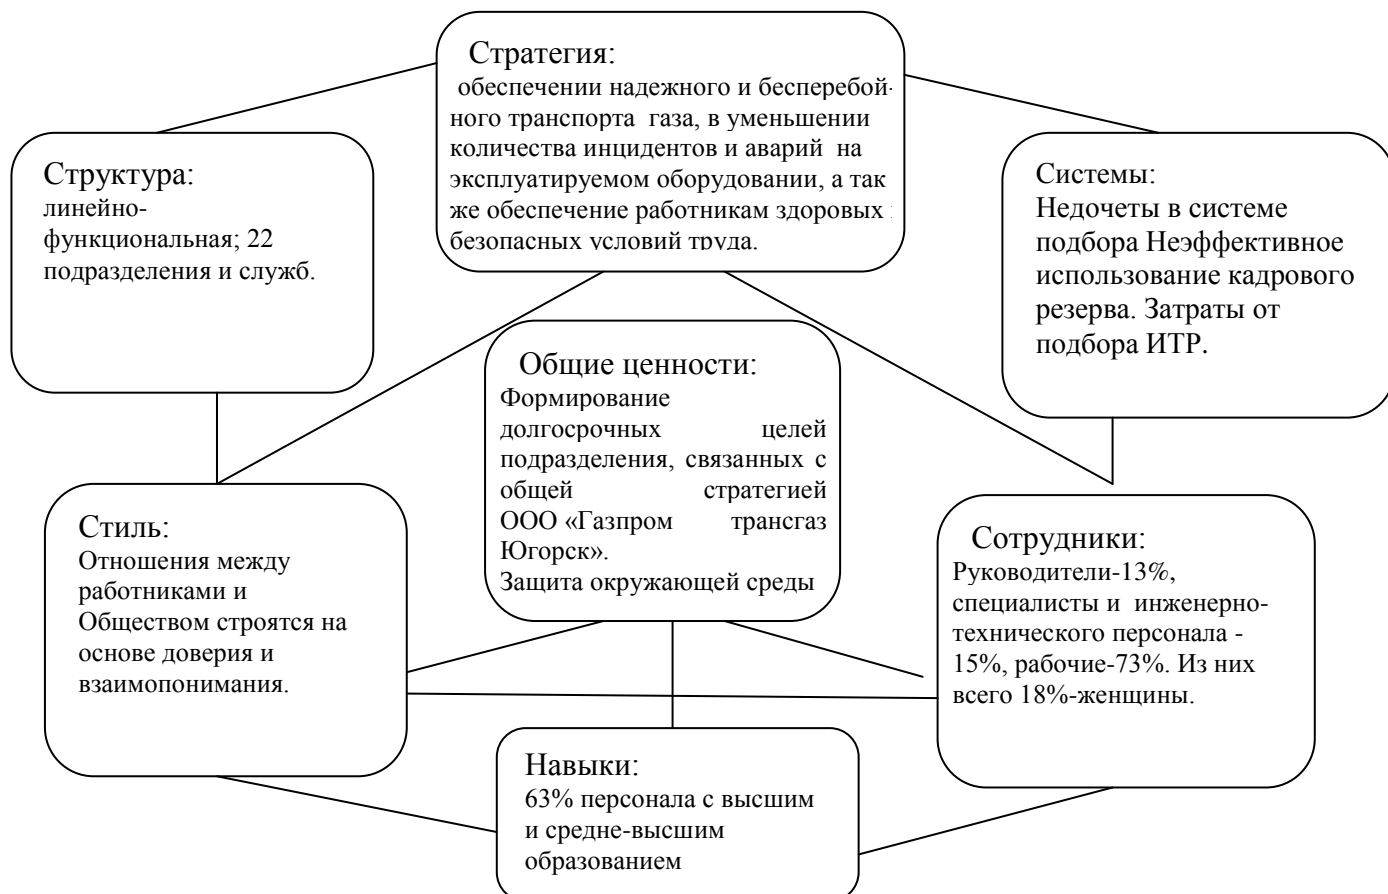 Стратегия:
обеспечении надежного и бесперебой-
ного транспорта газа, в уменьшении
количества инцидентов и аварий на
эксплуатируемом оборудовании, а так
же обеспечение работникам здоровых
безопасных условий труда.
Структура:
линейно-
функциональная; 22
подразделения и служб.
Системы:
Недочеты в системе
подбора Неэффективное
использование кадрового
резерва. Затраты от
подбора ИТР.
Общие ценности:
Формирование
долгосрочных целей
подразделения, связанных с
общей стратегией
ООО «Газпром трансгаз
Югорск».
Защита окружающей среды
Стиль:
Отношения между
работниками и
Обществом строятся на
основе доверия и
взаимопонимания.
Сотрудники:
Руководители-13%,
специалисты и инженерно-
технического персонала -
15%, рабочие-73%. Из них
всего 18%-женщины.
Навыки:
63% персонала с высшим
и средне-высшим
образованием